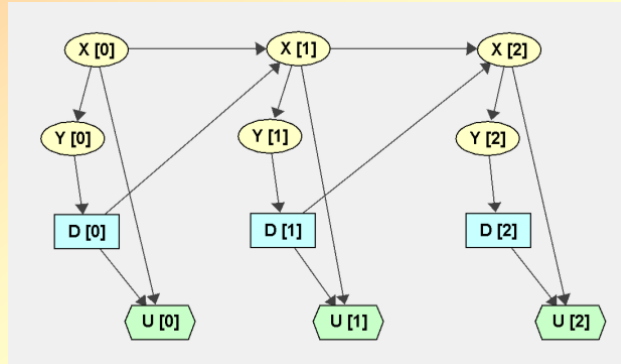 X [0] X [1] X [2]
Y [0] Y [1] Y [2]
D [0] D [1] D [2]
U [0] U [1] U [2]